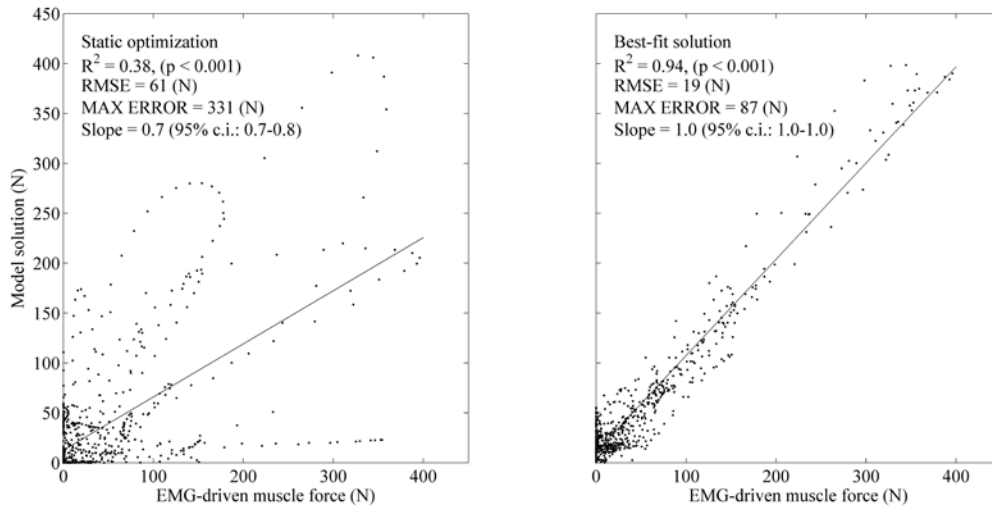 450
400
350
300
250
200
150
100
50
0
Model solution (N)
Static optimization
R² = 0.38, (p < 0.001)
RMSE = 61 (N)
MAX ERROR = 331 (N)
Slope = 0.7 (95% c.i.: 0.7-0.8)
0 100 200 300 400
EMG-driven muscle force (N)
Best-fit solution
R² = 0.94, (p < 0.001)
RMSE = 19 (N)
MAX ERROR = 87 (N)
Slope = 1.0 (95% c.i.: 1.0-1.0)
0 100 200 300 400
EMG-driven muscle force (N)